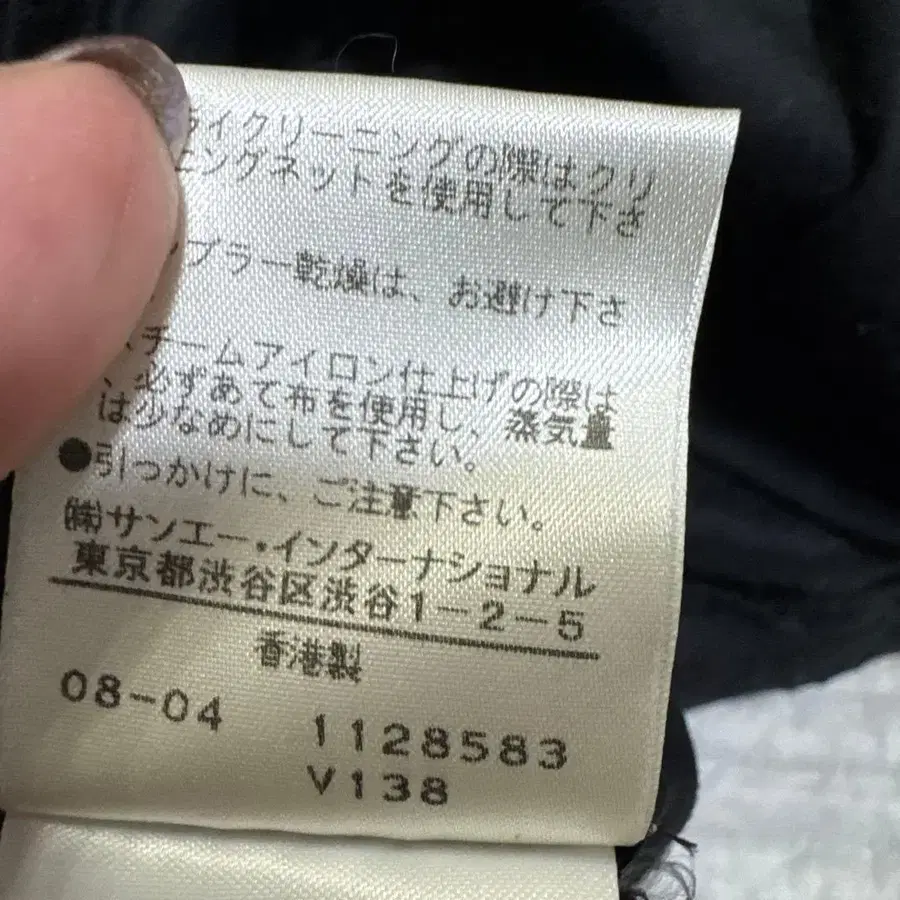 ライクリーニングの際はクリ
ニングネットを使用して下さ
ブラー乾燥は、お避け下さ
チームアイロン仕上げの際は
、必ずあて布を使用し、蒸気量
は少なめにして下さい。
●引っかけに、ご注意下さい。
㈱サンエー・インターナショナル
東京都渋谷区渋谷1-2-5
香港製
08-04
1128583
V138